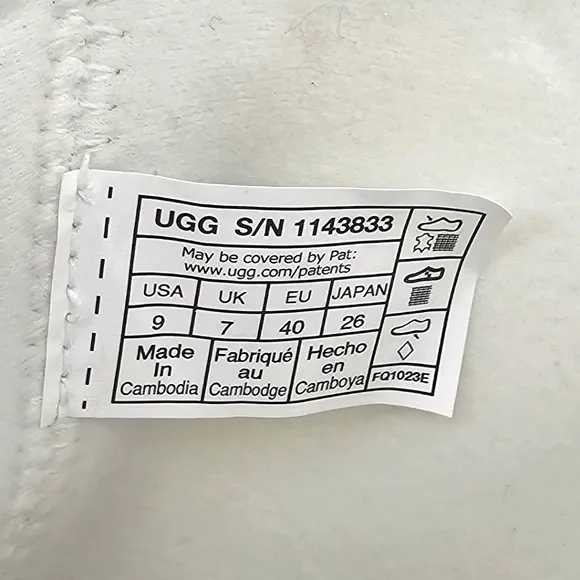 UGG S/N 1143833
May be covered by Pat:
www.ugg.com/patents
USA UK EU JAPAN
9 7 40 26
Made In Cambodia
Fabriqué au Cambodge
Hecho en Camboya
FQ1023E